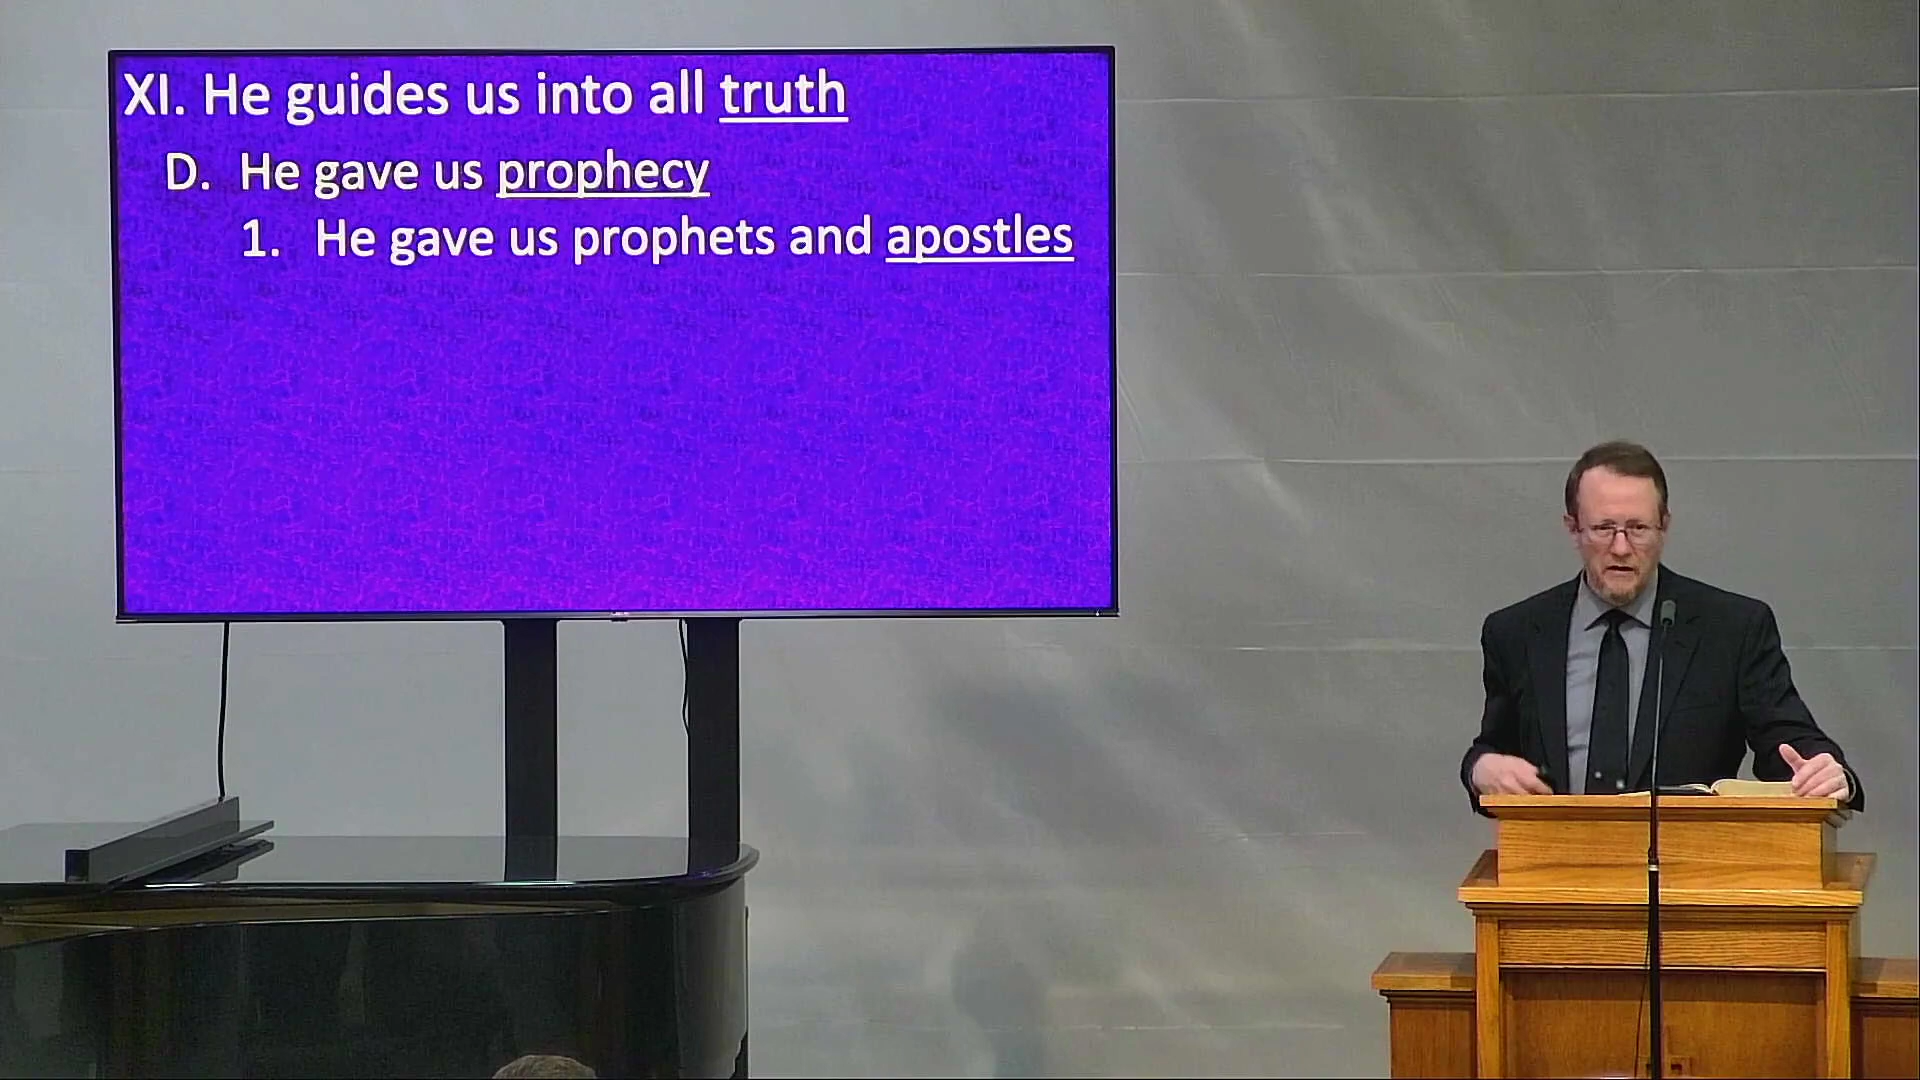 XI. He guides us into all truth
D. He gave us prophecy
1. He gave us prophets and apostles